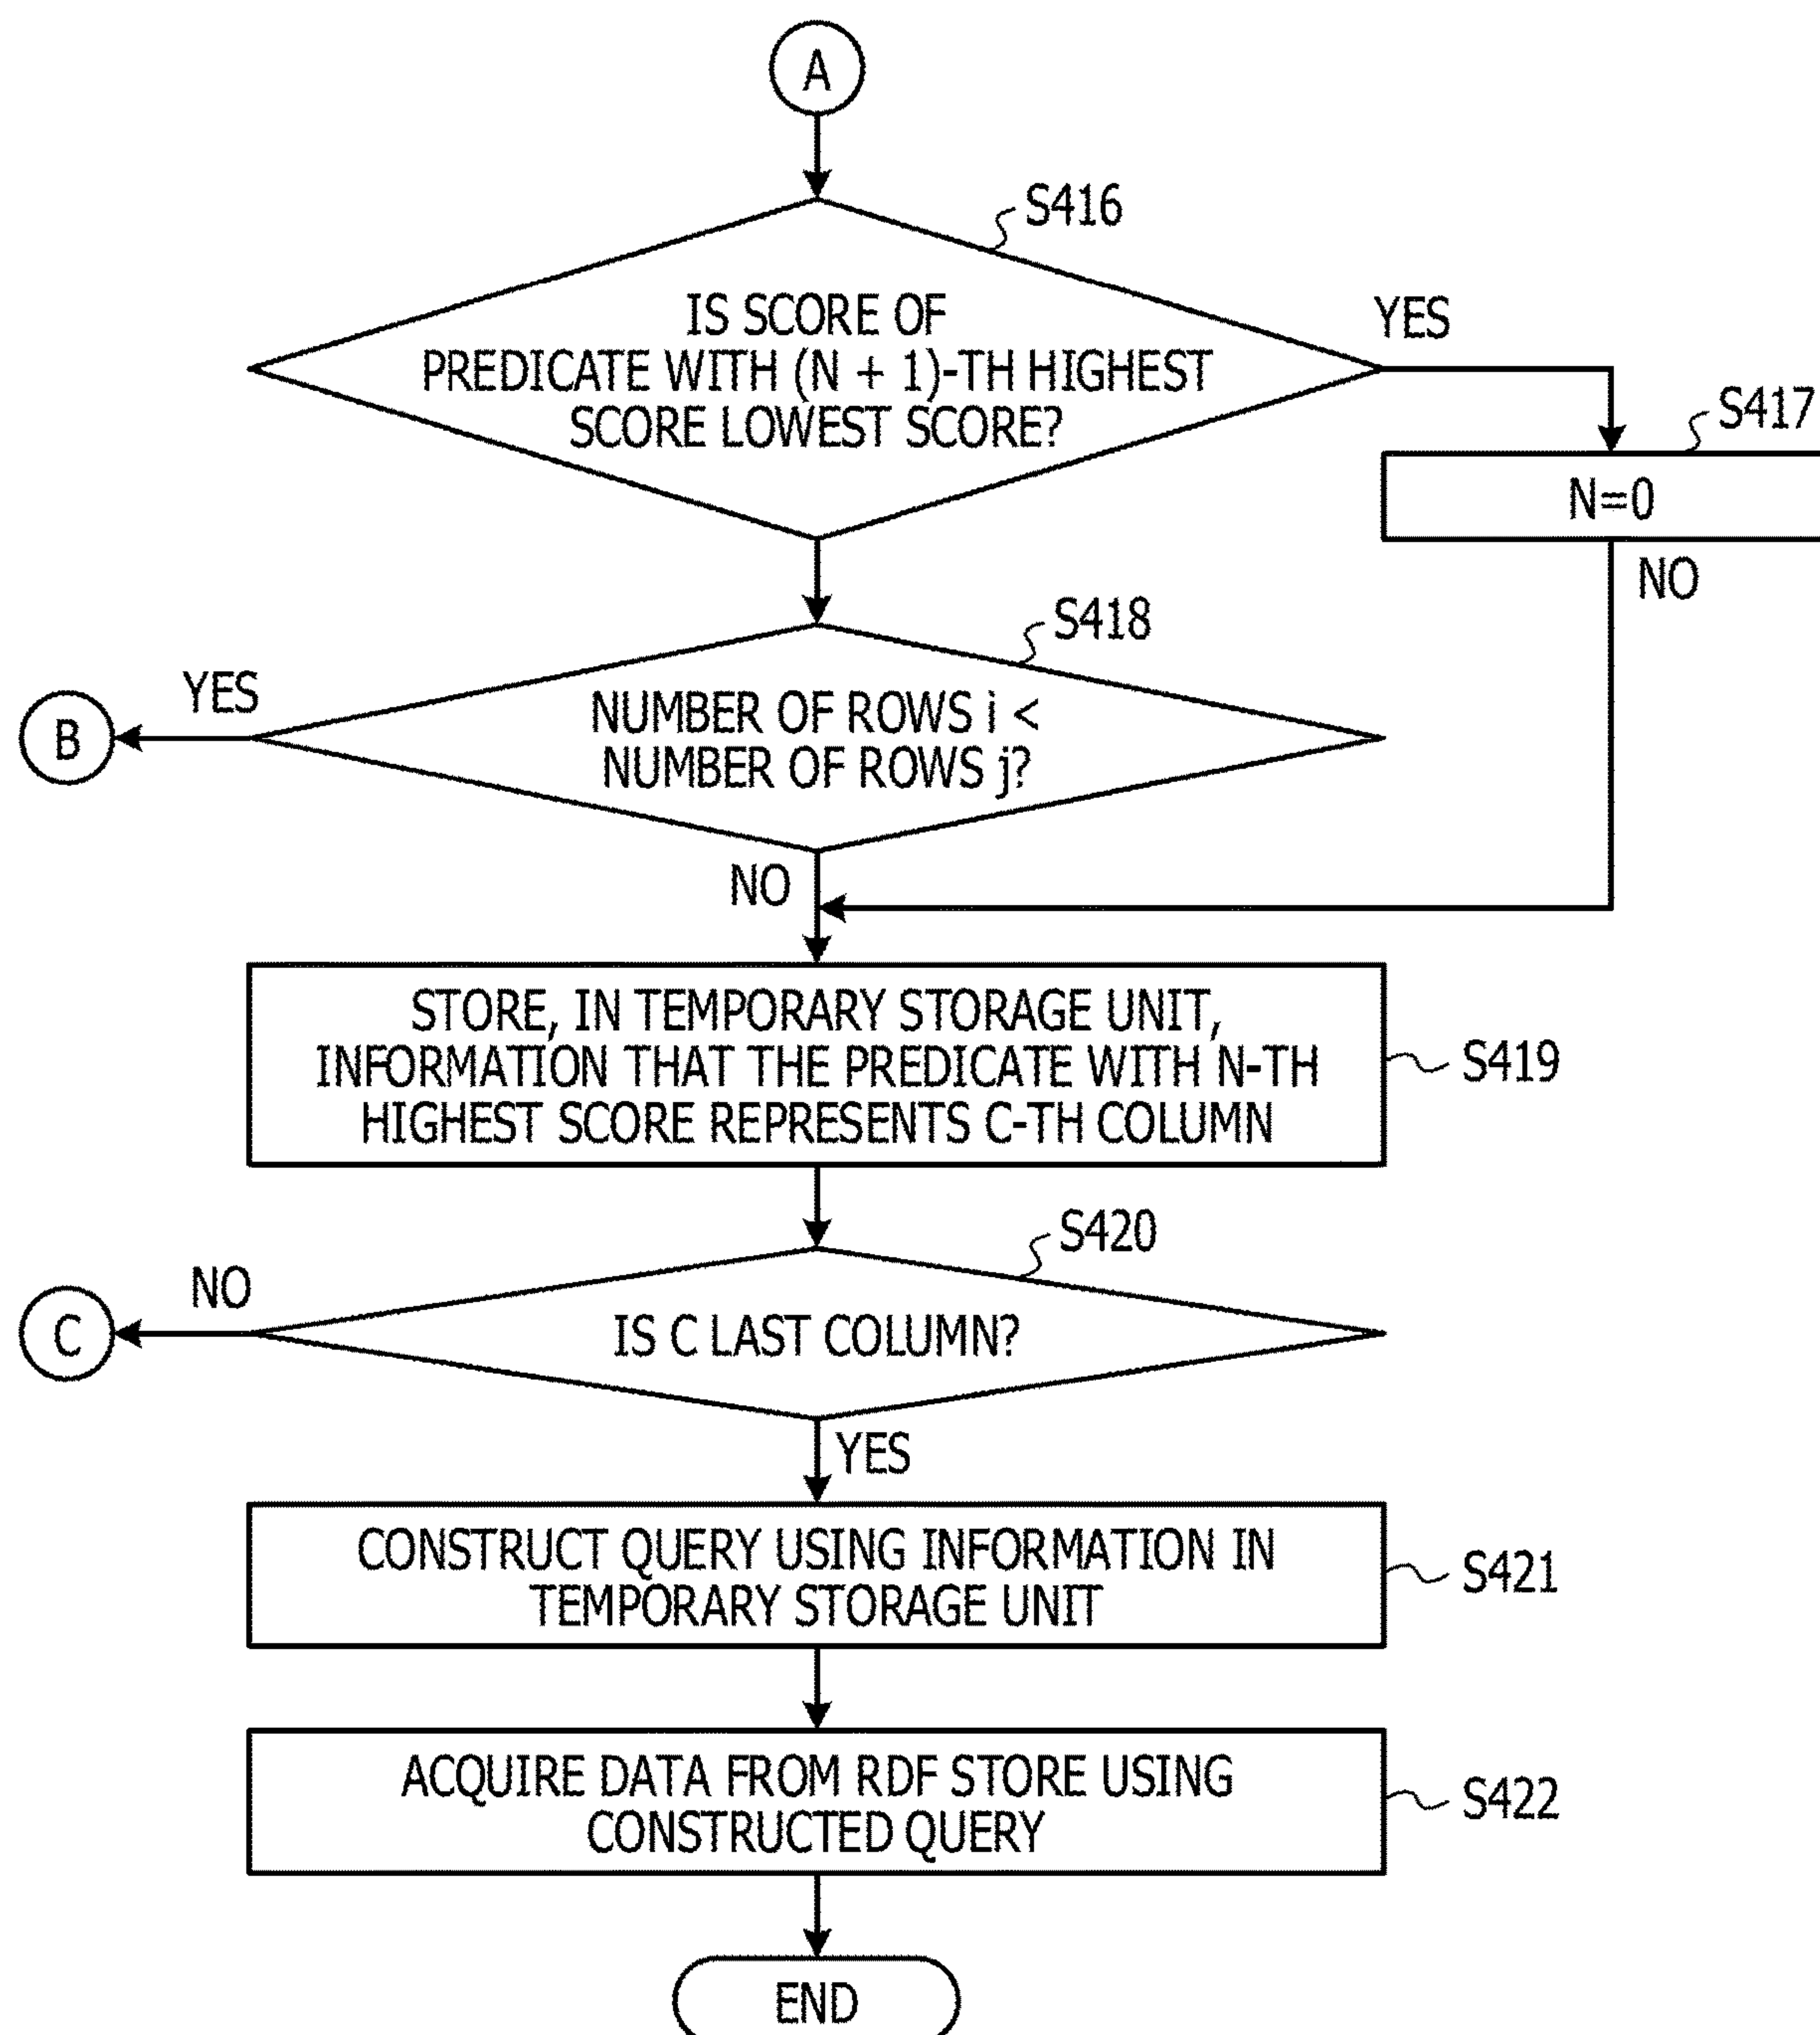 A
S416
IS SCORE OF
PREDICATE WITH (N + 1)-TH HIGHEST
SCORE LOWEST SCORE?
YES
S417
N=0
NO
S418
YES
B
NUMBER OF ROWS i <
NUMBER OF ROWS j?
NO
STORE, IN TEMPORARY STORAGE UNIT,
INFORMATION THAT THE PREDICATE WITH N-TH
HIGHEST SCORE REPRESENTS C-TH COLUMN
S419
S420
NO
C
IS C LAST COLUMN?
YES
CONSTRUCT QUERY USING INFORMATION IN
TEMPORARY STORAGE UNIT
S421
ACQUIRE DATA FROM RDF STORE USING
CONSTRUCTED QUERY
S422
END